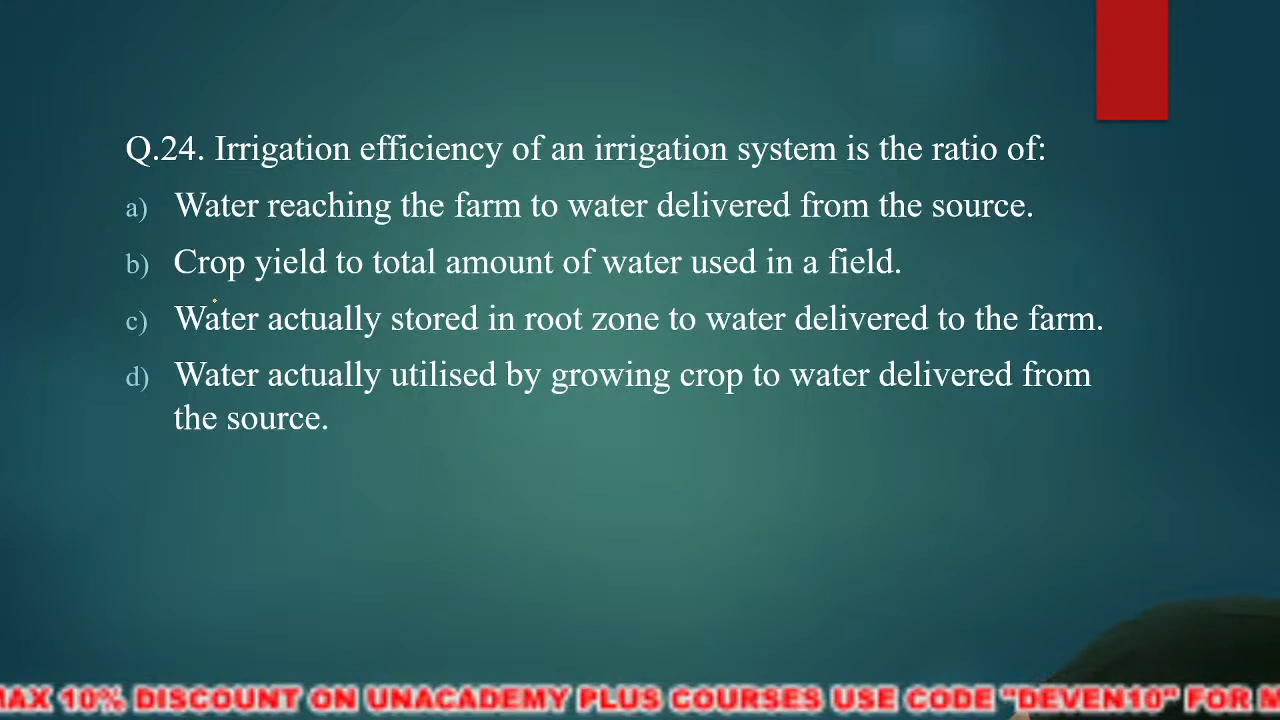 Q.24. Irrigation efficiency of an irrigation system is the ratio of:
a) Water reaching the farm to water delivered from the source.
b) Crop yield to total amount of water used in a field.
c) Water actually stored in root zone to water delivered to the farm.
d) Water actually utilised by growing crop to water delivered from
the source.
MAX 10% DISCOUNT ON UNACADEMY PLUS COURSES USE CODE "DEVEN10" FOR